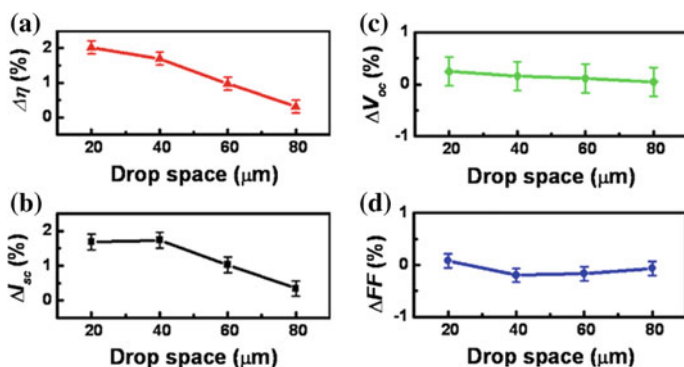 (a)
Δη (%)
2
1
0
20 40 60 80
Drop space (μm)
(c)
ΔVoc (%)
1
0
-1
20 40 60 80
Drop space (μm)
(b)
ΔIsc (%)
2
1
0
20 40 60 80
Drop space (μm)
(d)
ΔFF (%)
1
0
-1
20 40 60 80
Drop space (μm)